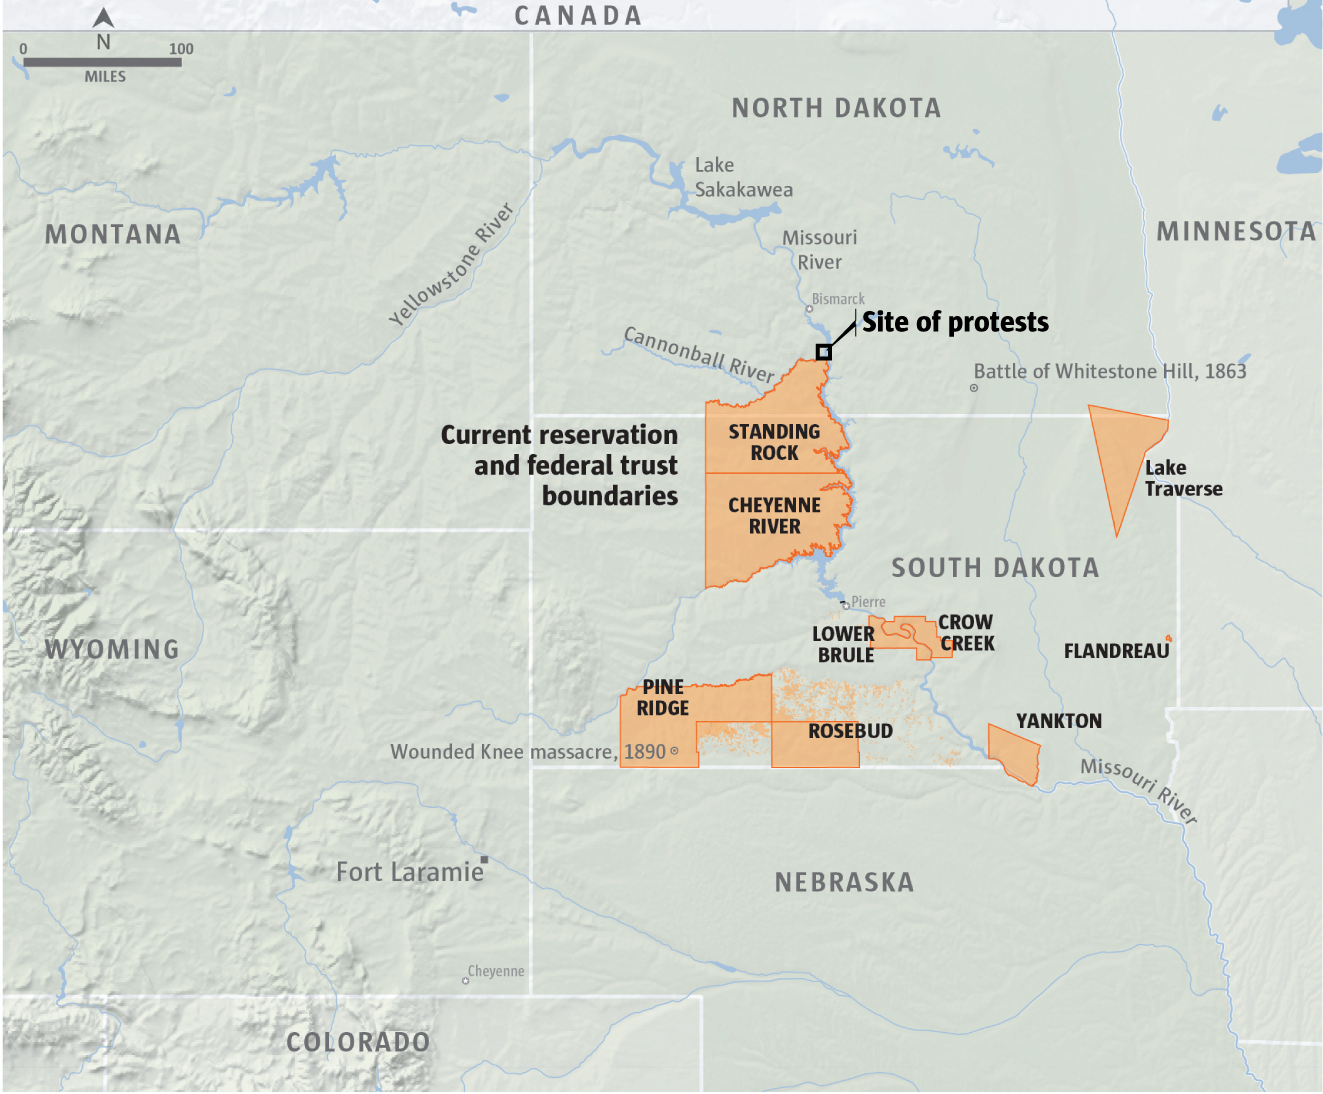 CANADA
N
0 100
MILES
NORTH DAKOTA
Lake
Sakakawea
MONTANA
MINNESOTA
Yellowstone River
Missouri
River
Bismarck
Site of protests
Cannonball River
Battle of Whitestone Hill, 1863
Current reservation
and federal trust
boundaries
STANDING
ROCK
Lake
Traverse
CHEYENNE
RIVER
SOUTH DAKOTA
Pierre
LOWER
BRULE
CROW
CREEK
WYOMING
FLANDREAU
PINE
RIDGE
YANKTON
ROSEBUD
Wounded Knee massacre, 1890
Missouri River
Fort Laramie
NEBRASKA
Cheyenne
COLORADO